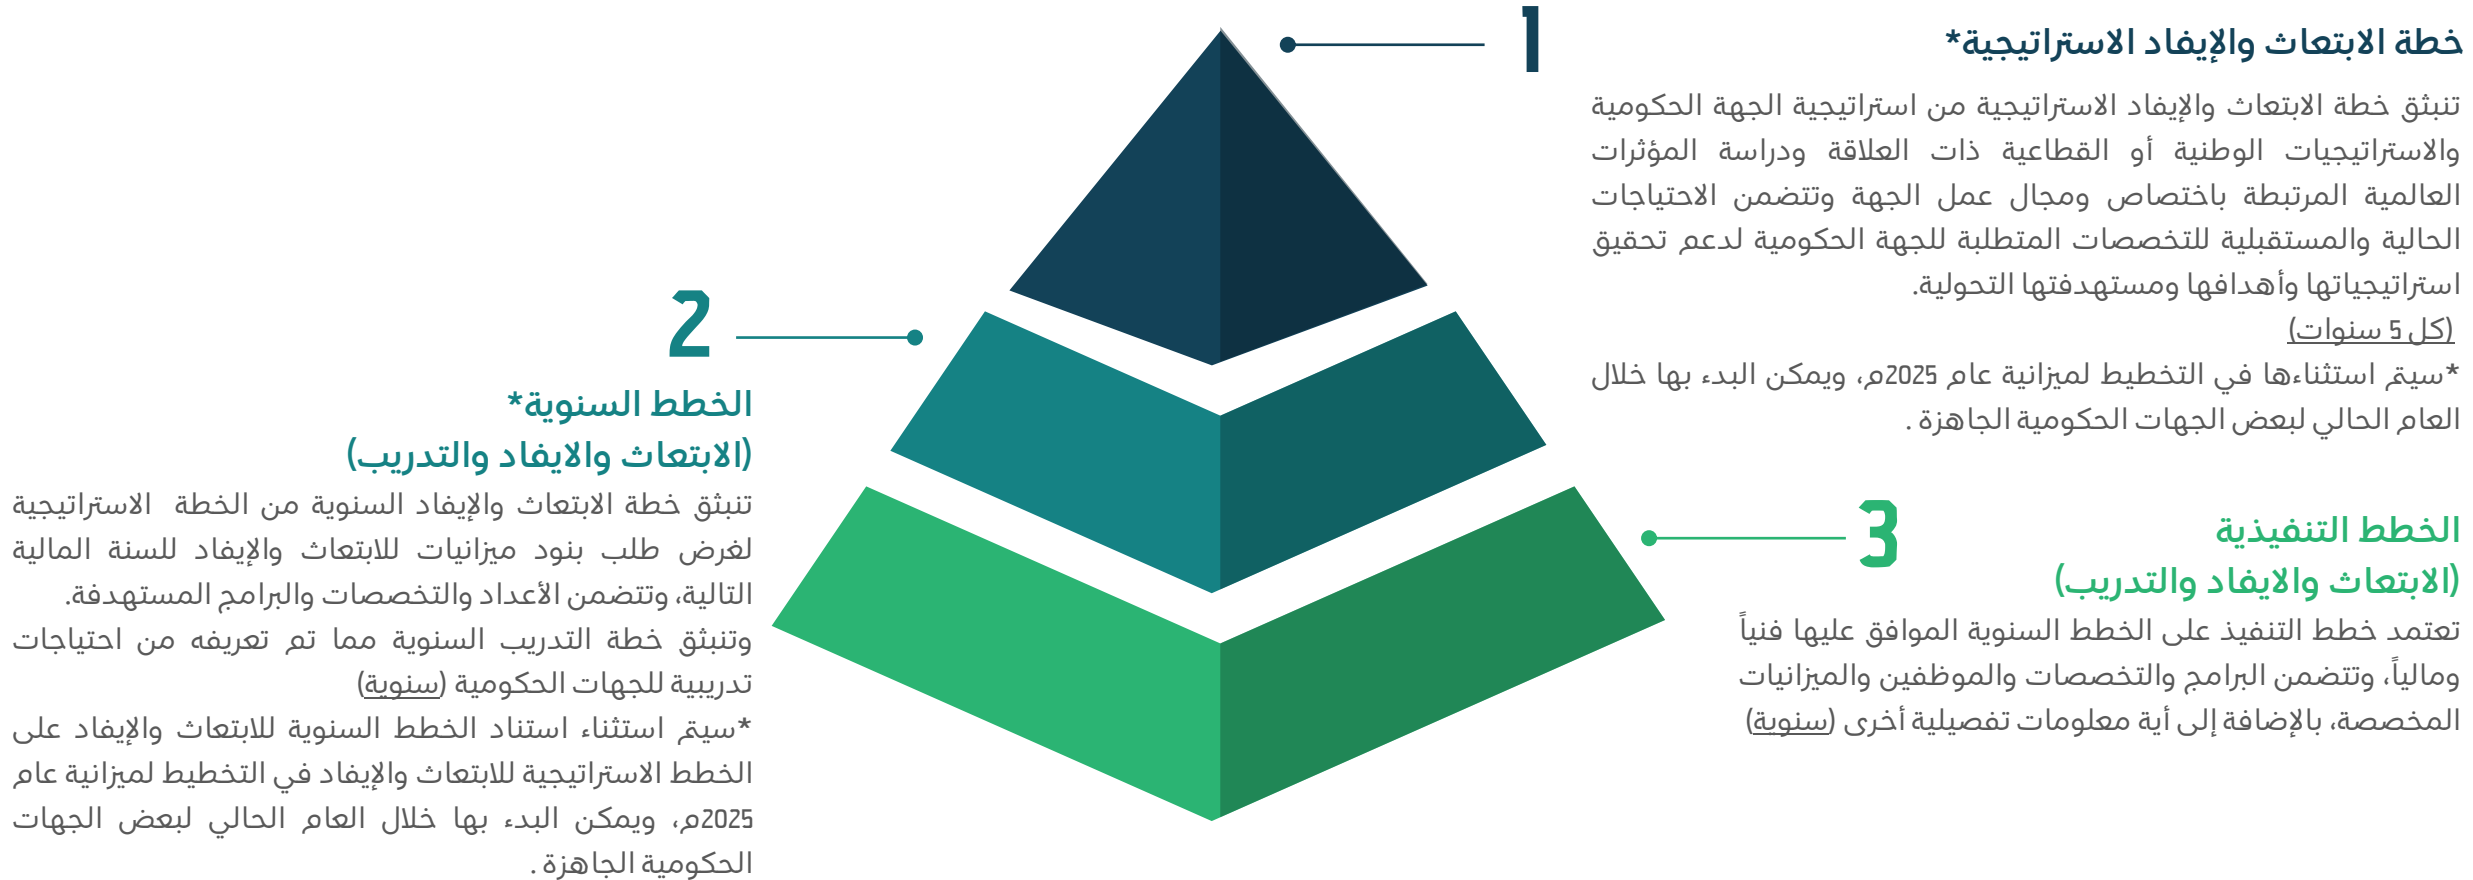 1
خطة الابتعاث والإيفاد الاستراتيجية*
تنبثق خطة الابتعاث والإيفاد الاستراتيجية من استراتيجية الجهة الحكومية
والاستراتيجيات الوطنية أو القطاعية ذات العلاقة ودراسة المؤثرات
العالمية المرتبطة باختصاص ومجال عمل الجهة وتتضمن الاحتياجات
الحالية والمستقبلية للتخصصات المتطلبة للجهة الحكومية لدعم تحقيق
استراتيجياتها وأهدافها ومستهدفتها التحولية.
(كل 5 سنوات)
*سيتم استثناءها في التخطيط لميزانية عام 2025م، ويمكن البدء بها خلال
العام الحالي لبعض الجهات الحكومية الجاهزة .
2
الخطط السنوية*
(الابتعاث والايفاد والتدريب)
تنبثق خطة الابتعاث والإيفاد السنوية من الخطة الاستراتيجية
لغرض طلب بنود ميزانيات للابتعاث والإيفاد للسنة المالية
التالية، وتتضمن الأعداد والتخصصات والبرامج المستهدفة.
وتنبثق خطة التدريب السنوية مما تم تعريفه من احتياجات
تدريبية للجهات الحكومية (سنوية)
*سيتم استثناء استناد الخطط السنوية للابتعاث والإيفاد على
الخطط الاستراتيجية للابتعاث والإيفاد في التخطيط لميزانية عام
2025م، ويمكن البدء بها خلال العام الحالي لبعض الجهات
الحكومية الجاهزة .
3
الخطط التنفيذية
(الابتعاث والايفاد والتدريب)
تعتمد خطط التنفيذ على الخطط السنوية الموافق عليها فنياً
ومالياً، وتتضمن البرامج والتخصصات والموظفين والميزانيات
المخصصة، بالإضافة إلى أية معلومات تفصيلية أخرى (سنوية)